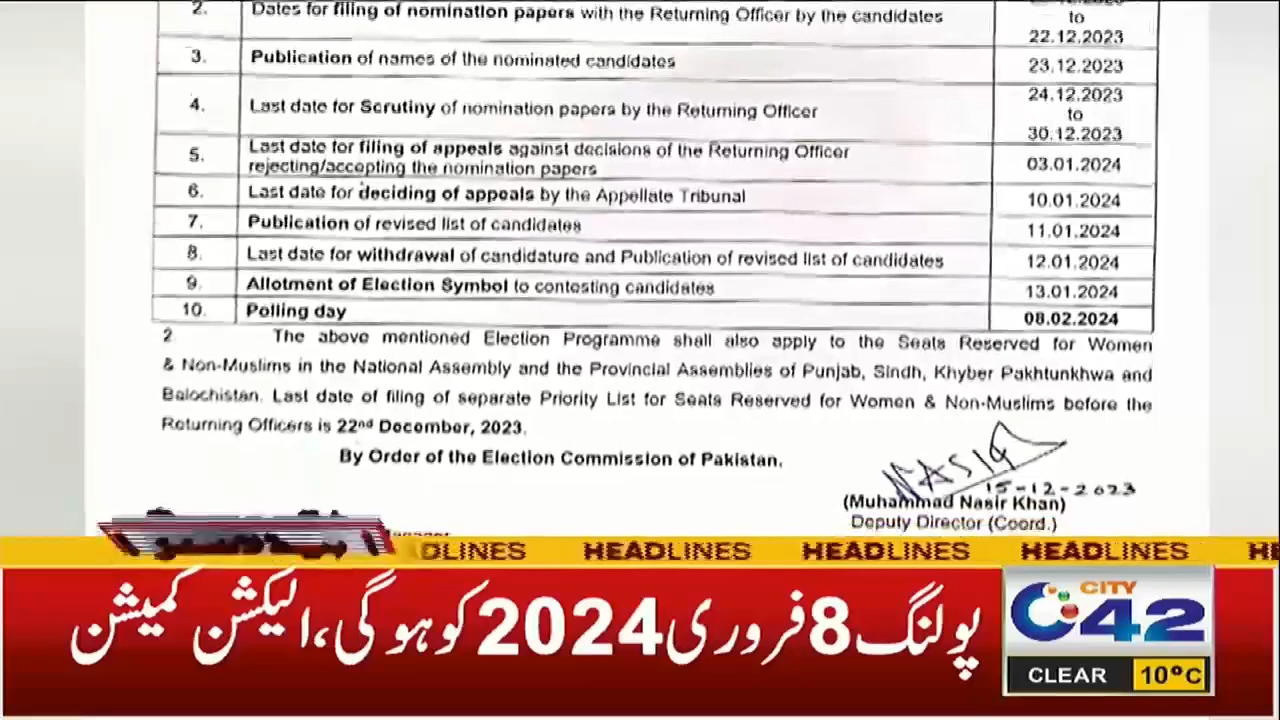 2. Dates for filing of nomination papers with the Returning Officer by the candidates
to
22.12.2023
3. Publication of names of the nominated candidates 23.12.2023
4. Last date for Scrutiny of nomination papers by the Returning Officer 24.12.2023
to
30.12.2023
5. Last date for filing of appeals against decisions of the Returning Officer
rejecting/accepting the nomination papers 03.01.2024
6. Last date for deciding of appeals by the Appellate Tribunal 10.01.2024
7. Publication of revised list of candidates 11.01.2024
8. Last date for withdrawal of candidature and Publication of revised list of candidates 12.01.2024
9. Allotment of Election Symbol to contesting candidates 13.01.2024
10. Polling day 08.02.2024
2 The above mentioned Election Programme shall also apply to the Seats Reserved for Women
& Non-Muslims in the National Assembly and the Provincial Assemblies of Punjab, Sindh, Khyber Pakhtunkhwa and
Balochistan. Last date of filing of separate Priority List for Seats Reserved for Women & Non-Muslims before the
Returning Officers is 22nd December, 2023.
By Order of the Election Commission of Pakistan.
NASIR
15-12-2023
(Muhammad Nasir Khan)
Deputy Director (Coord.)
DLINES HEADLINES HEADLINES HEADLINES HE
پولنگ 8 فروری 2024 کو ہوگی، الیکشن کمیشن
CITY
42
CLEAR 10°C